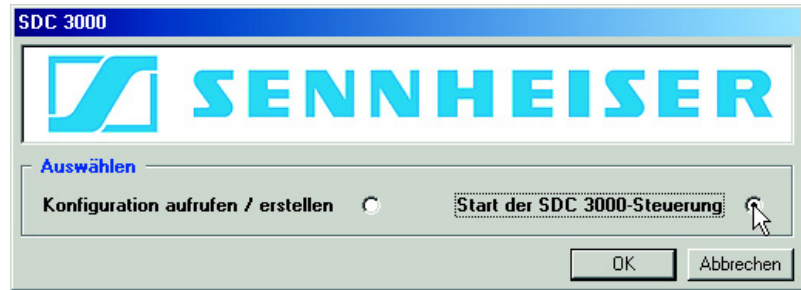 SDC 3000
SENNHEISER
Auswählen
Konfiguration aufrufen / erstellen
Start der SDC 3000-Steuerung
OK
Abbrechen